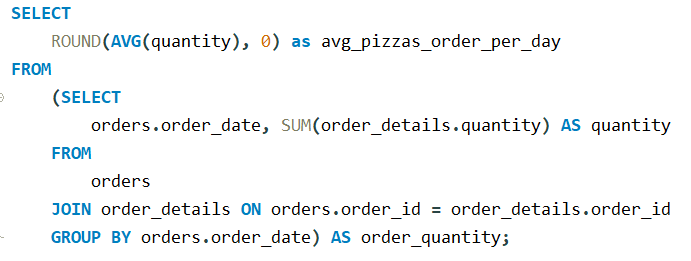 SELECT
ROUND(AVG(quantity), 0) as avg_pizzas_order_per_day
FROM
(SELECT
orders.order_date, SUM(order_details.quantity) AS quantity
FROM
orders
JOIN order_details ON orders.order_id = order_details.order_id
GROUP BY orders.order_date) AS order_quantity;